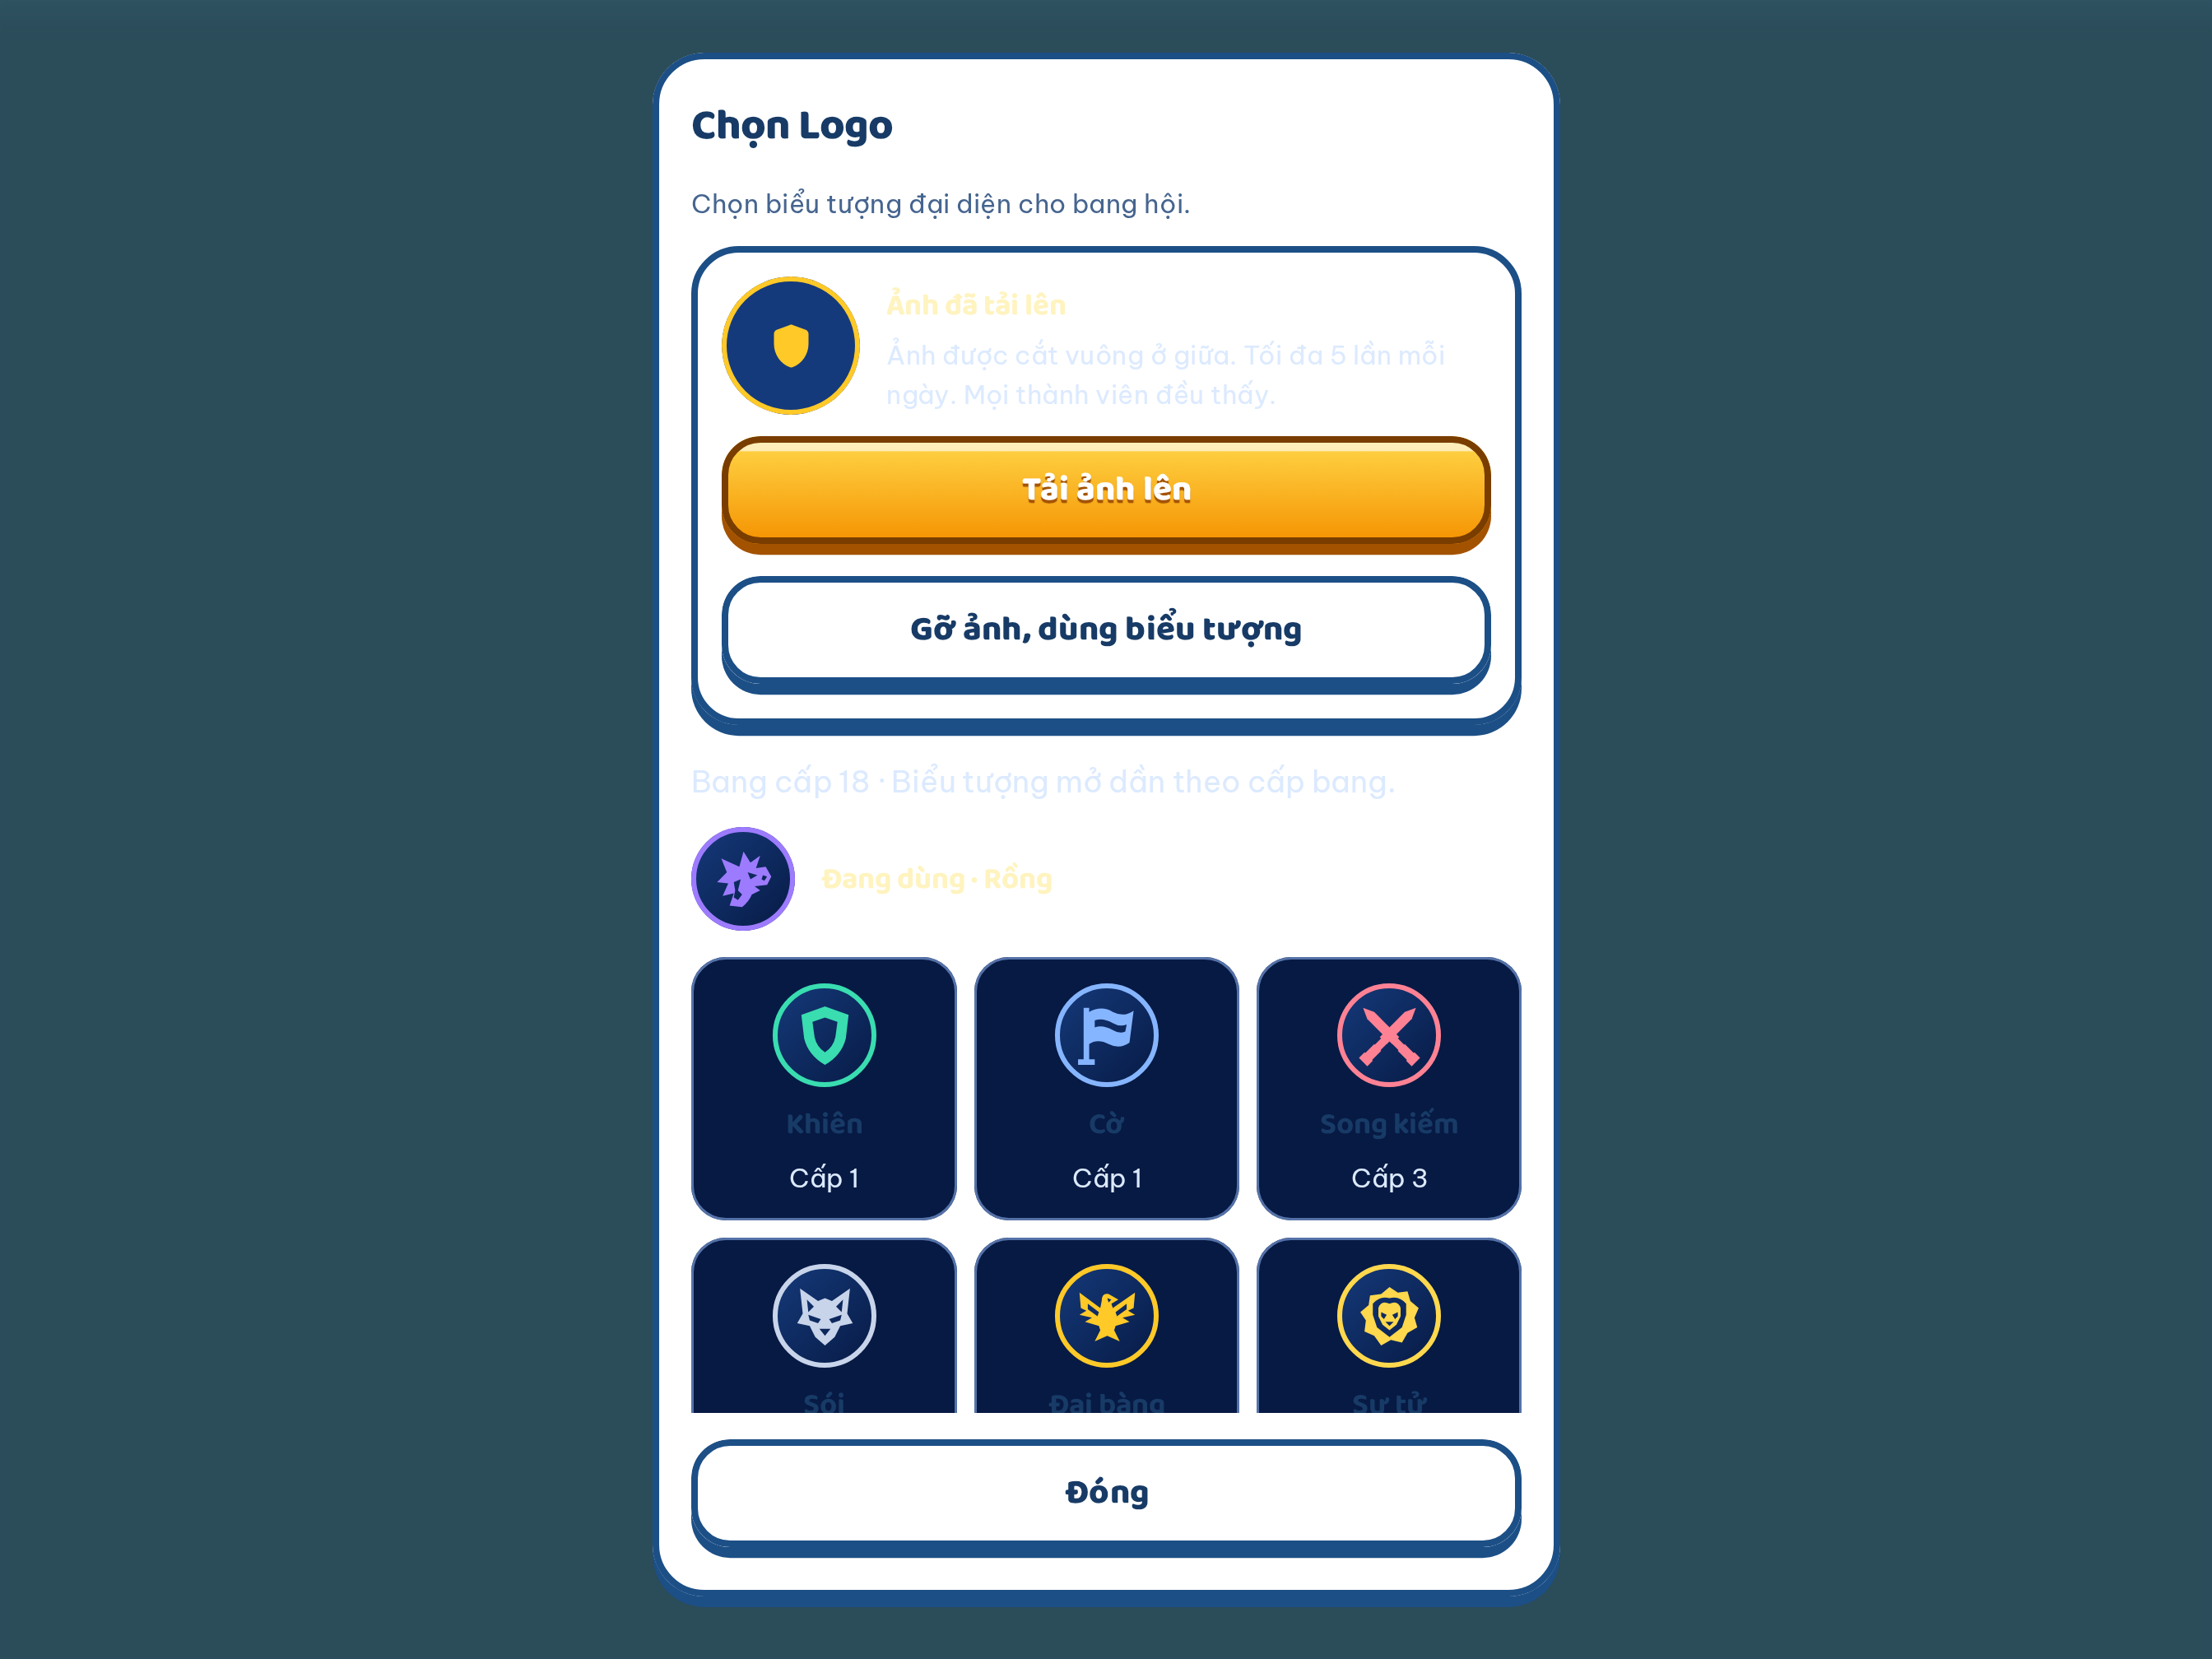 Chọn Logo
Chọn biểu tượng đại diện cho bang hội.
Ảnh đã tải lên
Ảnh được cắt vuông ở giữa. Tối đa 5 lần mỗi
ngày. Mọi thành viên đều thấy.
Tải ảnh lên
Gỡ ảnh, dùng biểu tượng
Bang cấp 18 · Biểu tượng mở dần theo cấp bang.
Đang dùng · Rồng
Khiên
Cờ
Song kiếm
Cấp 1
Cấp 1
Cấp 3
Sói
Đại bàng
Sư tử
Đóng